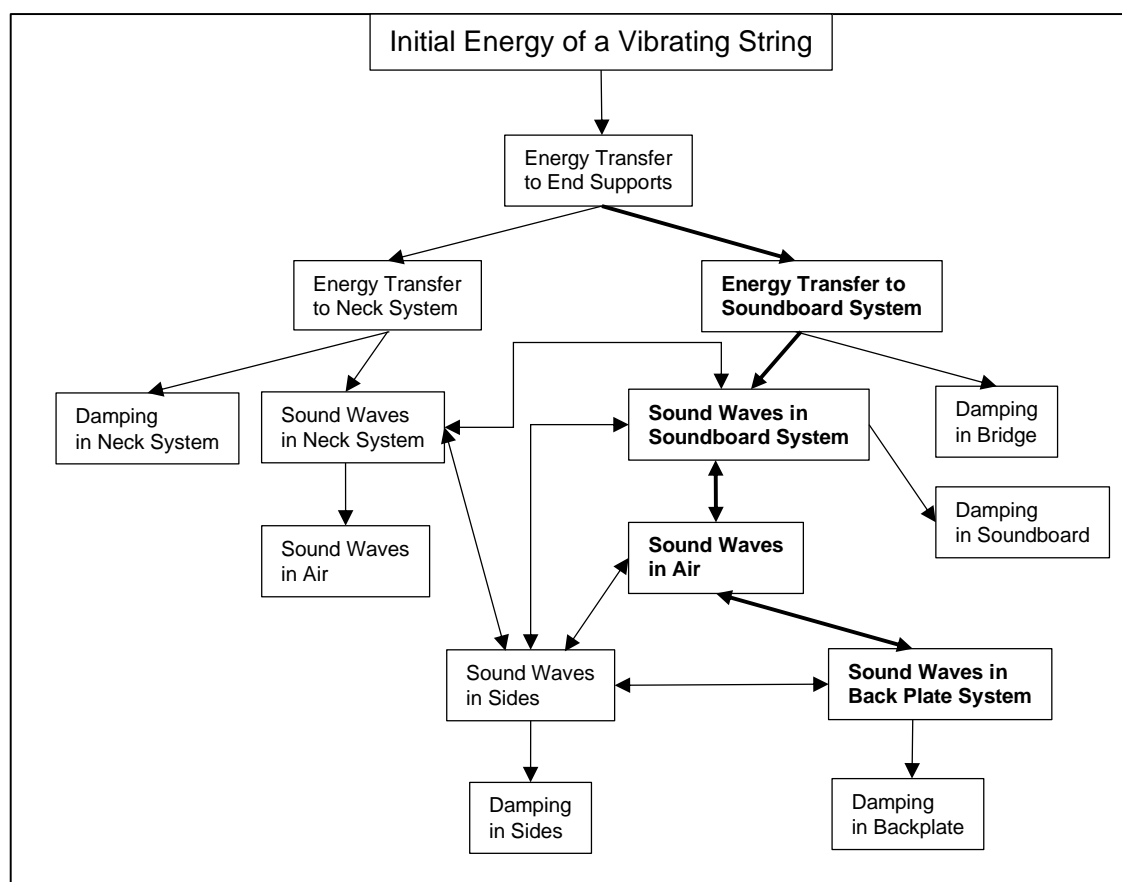 Initial Energy of a Vibrating String
Energy Transfer
to End Supports
Energy Transfer
to Neck System
Energy Transfer to
Soundboard System
Damping
in Neck System
Sound Waves
in Neck System
Sound Waves in
Soundboard System
Damping
in Bridge
Sound Waves
in Air
Sound Waves
in Air
Damping
in Soundboard
Sound Waves
in Sides
Sound Waves in
Back Plate System
Damping
in Sides
Damping
in Backplate